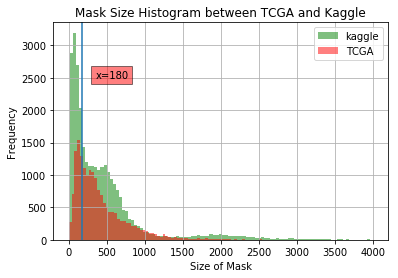 Mask Size Histogram between TCGA and Kaggle
kaggle
TCGA
x=180
Frequency
3000
2500
2000
1500
1000
500
0
0 500 1000 1500 2000 2500 3000 3500 4000
Size of Mask